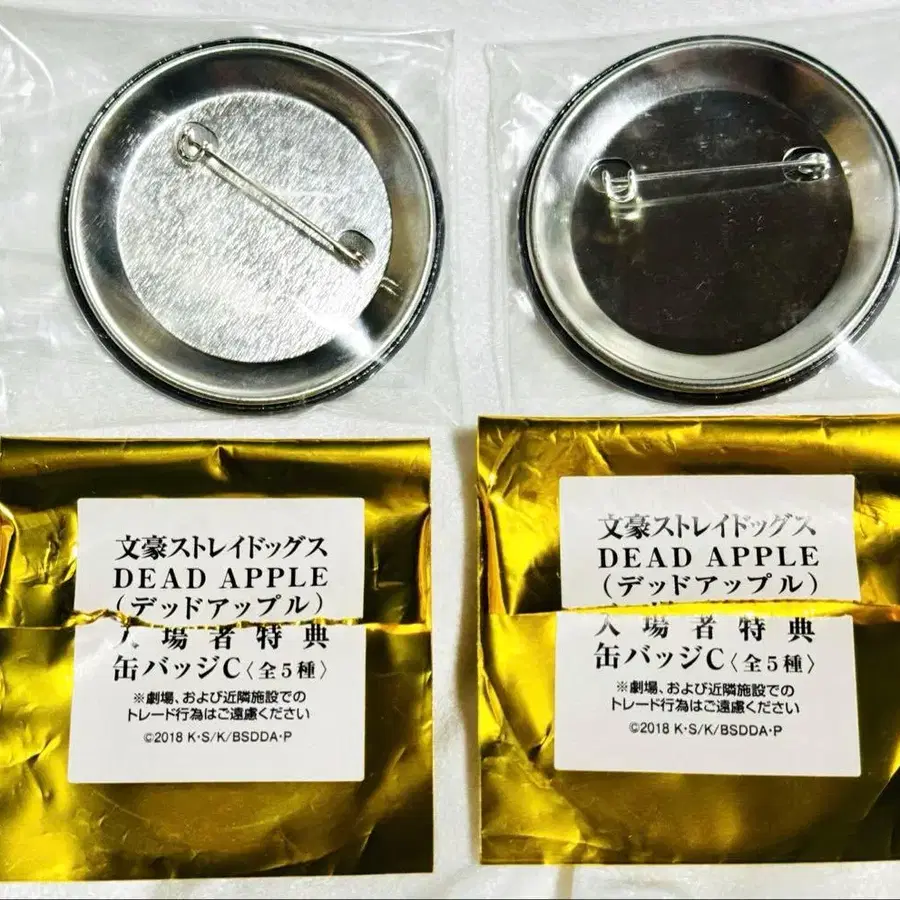 文豪ストレイドッグス
DEAD APPLE
(デッドアップル)
入場者特典
缶バッジC〈全5種〉
※劇場、および近隣施設での
トレード行為はご遠慮ください
©2018 K・S/K/BSDDA・P
文豪ストレイドッグス
DEAD APPLE
(デッドアップル)
入場者特典
缶バッジC〈全5種〉
※劇場、および近隣施設での
トレード行為はご遠慮ください
©2018 K・S/K/BSDDA・P